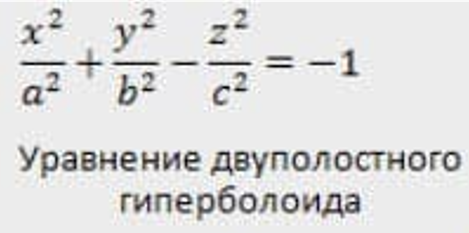 x²/a² + y²/b² − z²/c² = −1
Уравнение двуполостного
гиперболоида